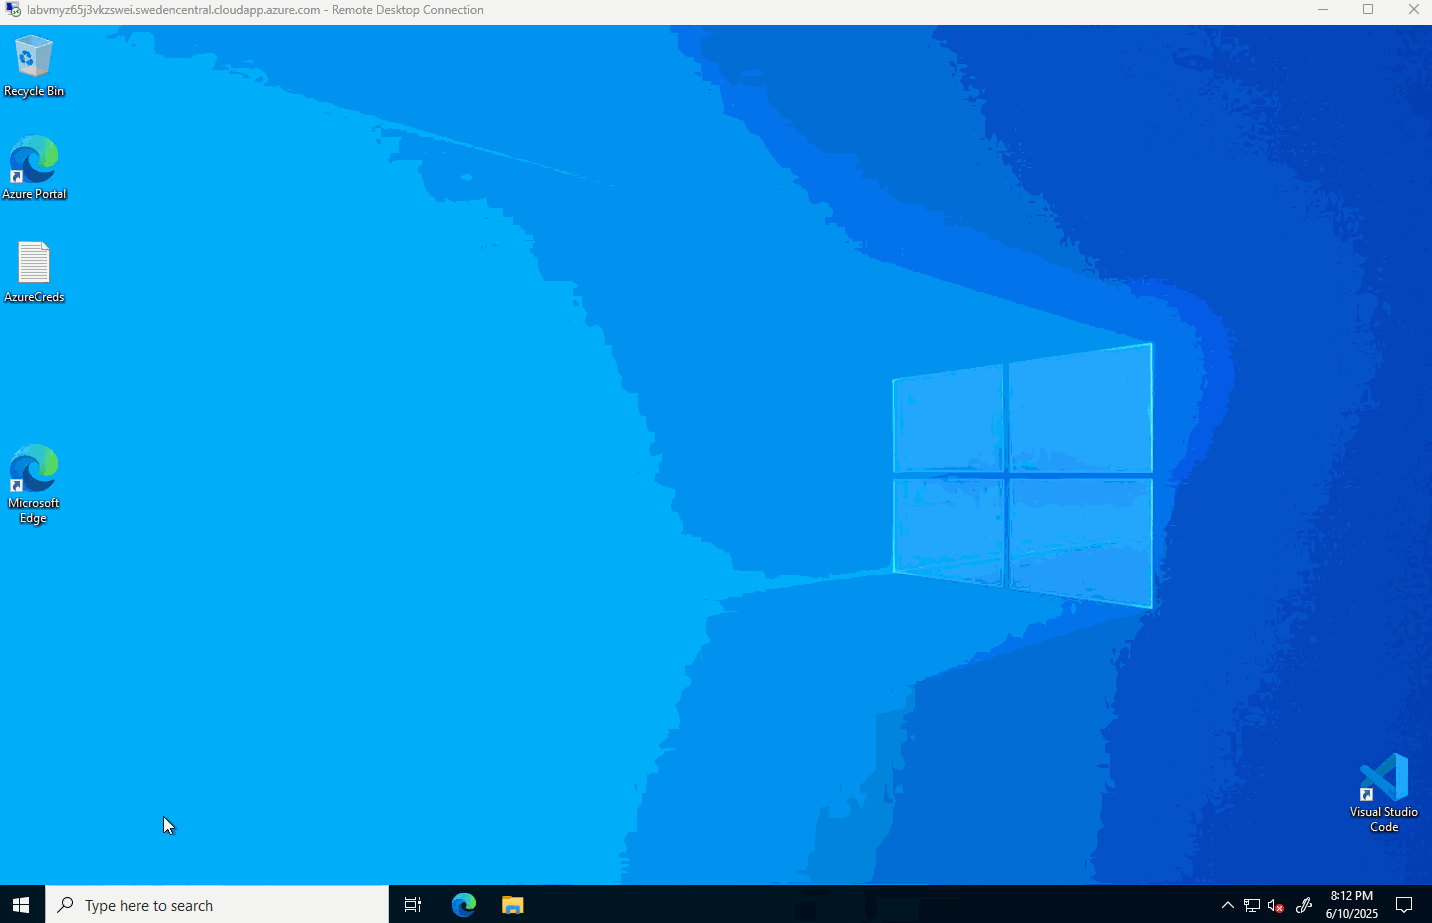 labvmyz65j3vkzswei.swedencentral.cloudapp.azure.com - Remote Desktop Connection
Recycle Bin
Azure Portal
AzureCreds
Microsoft
Edge
Visual Studio
Code
Type here to search
8:12 PM
6/10/2025